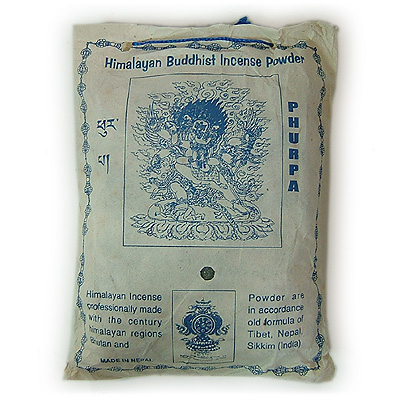 Himalayan Buddhist Incense Powder
ཕུར་
པ།
PHURPA
Himalayan Incense
professionally made
with the century
himalayan regions
Bhutan and
Powder are
in accordance
old formula of
Tibet, Nepal,
Sikkim (India)
MADE IN NEPAL